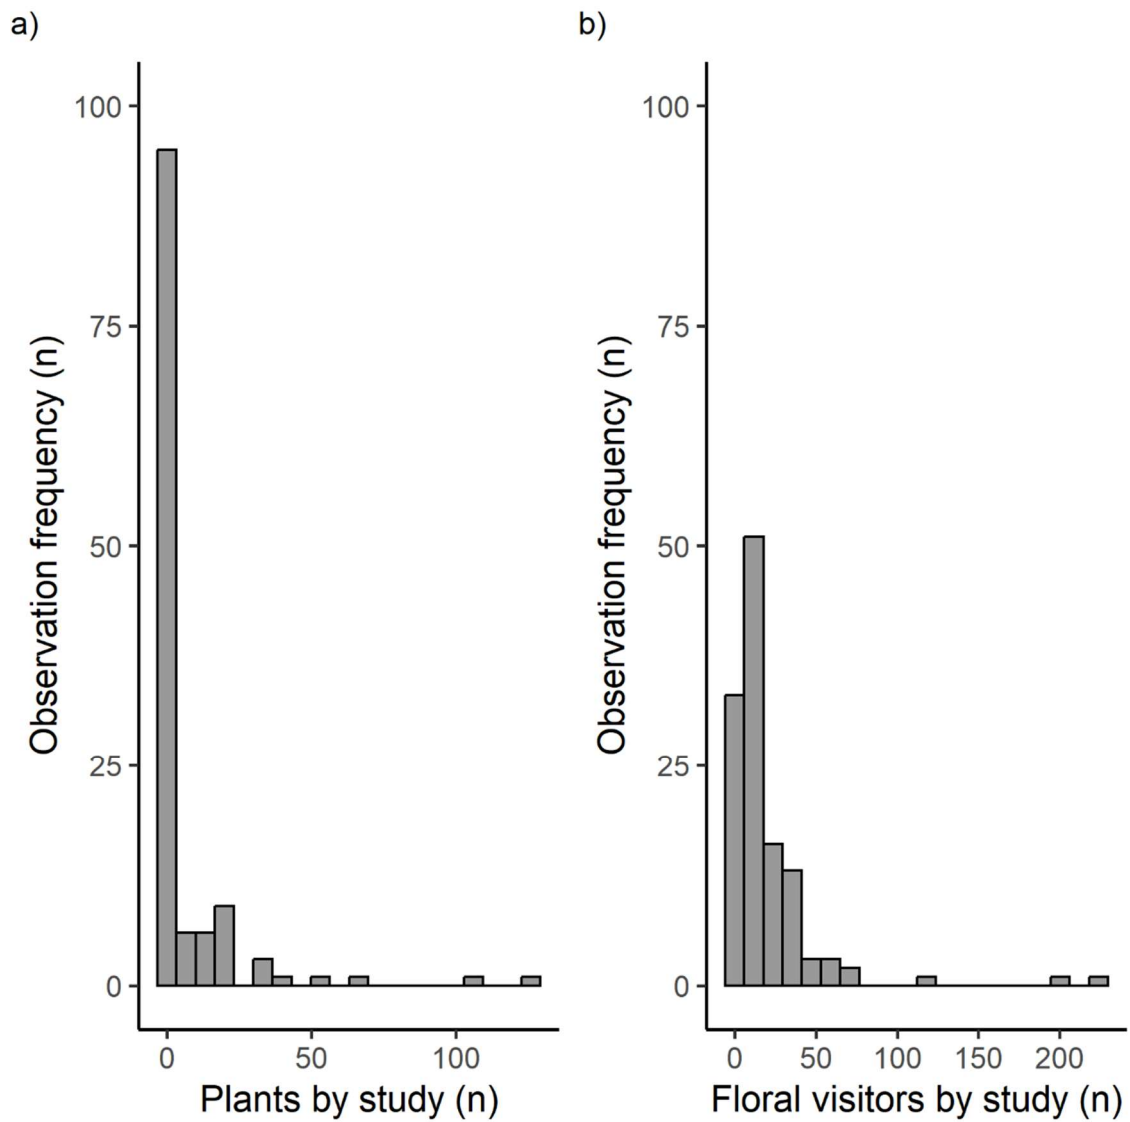 a)
Observation frequency (n)
100
75
50
25
0
0 50 100
Plants by study (n)
b)
Observation frequency (n)
100
75
50
25
0
0 50 100 150 200
Floral visitors by study (n)